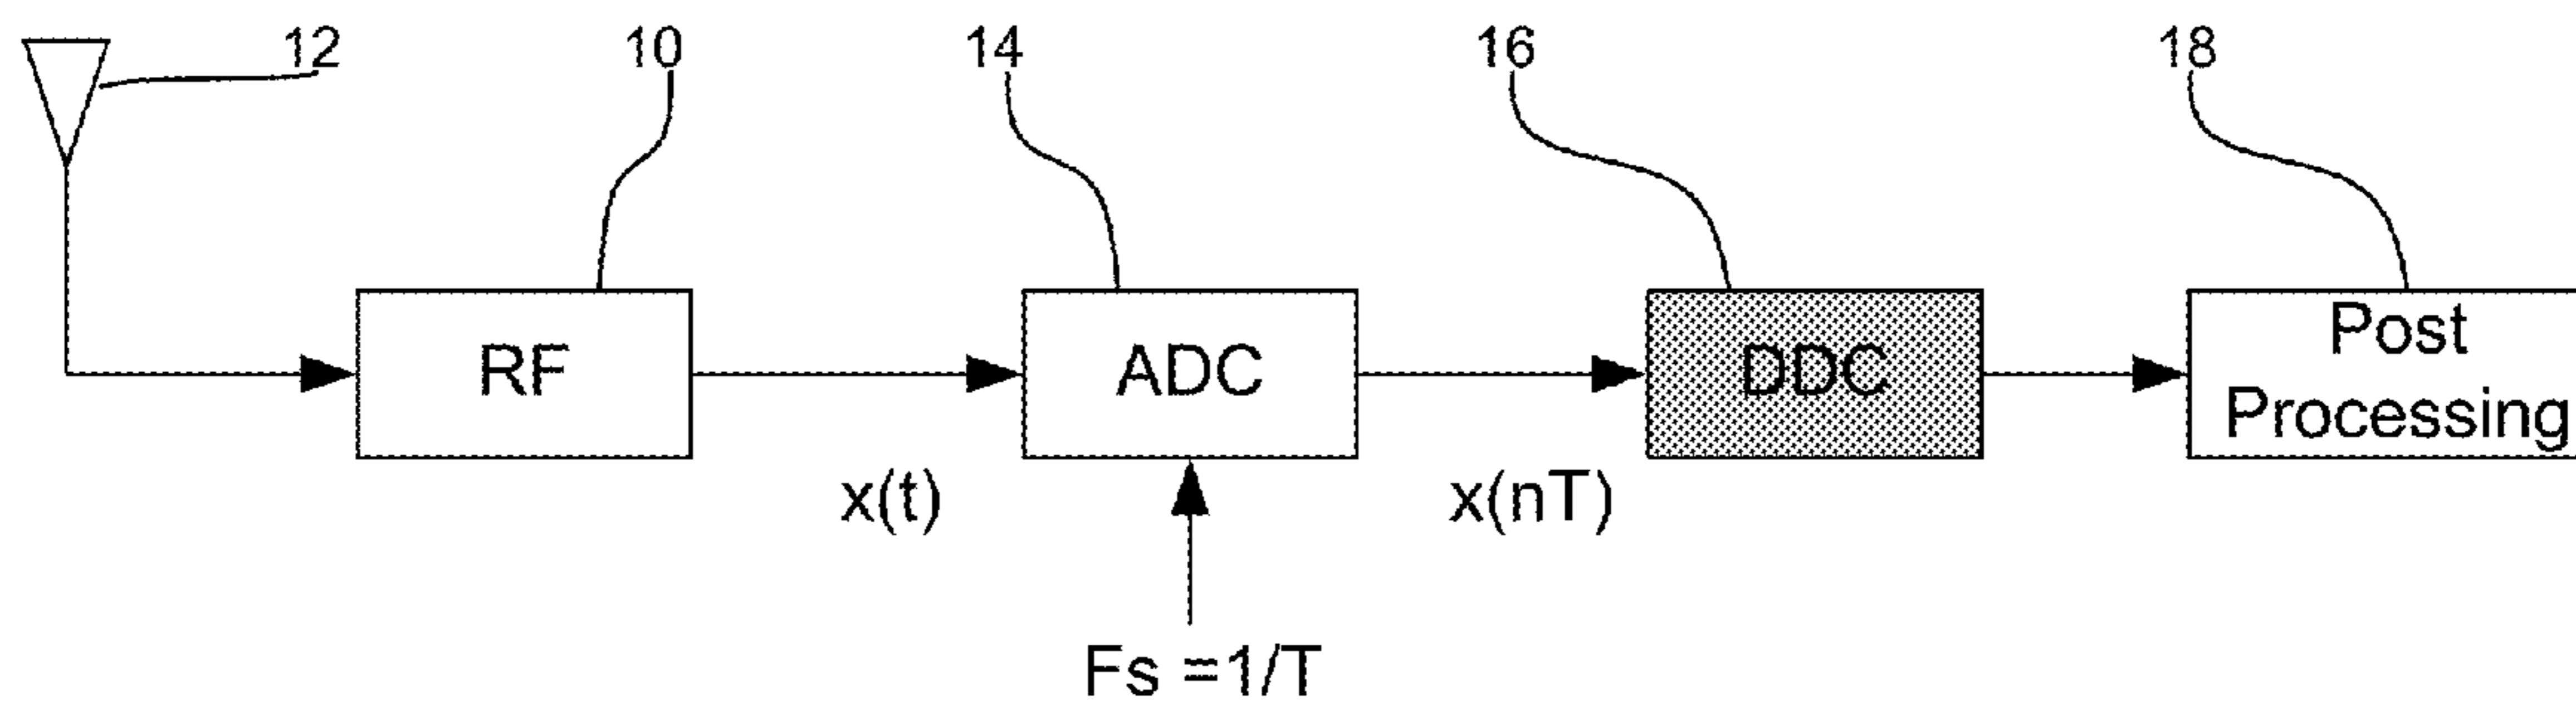 12
10
14
16
18
RF
ADC
DDC
Post
Processing
x(t)
x(nT)
Fs =1/T